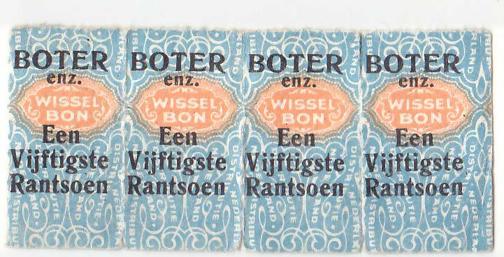 BOTER BOTER BOTER BOTER
enz. enz. enz. enz.
WISSEL WISSEL WISSEL WISSEL
BON BON BON BON
Een Een Een Een
Vijftigste Vijftigste Vijftigste Vijftigste
Rantsoen Rantsoen Rantsoen Rantsoen